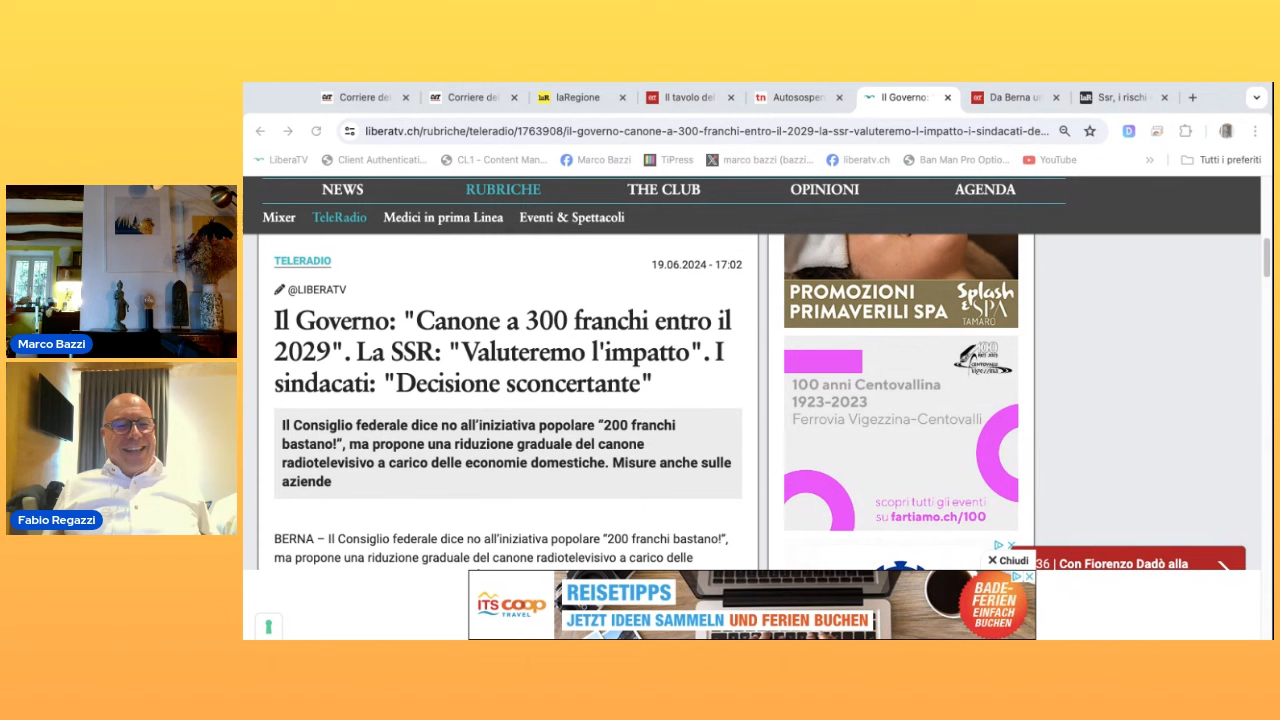 Corriere de
Corriere de
laRegione
Il tavolo de
Autosospen
Il Governo:
Da Berna u
Ssr, i rischi
liberatv.ch/rubriche/teleradio/1763908/il-governo-canone-a-300-franchi-entro-il-2029-la-ssr-valuteremo-l-impatto-i-sindacati-de...
LiberaTV
Client Authenticati...
CL1 - Content Man...
Marco Bazzi
TiPress
marco bazzi (bazzi...
liberatv.ch
Ban Man Pro Optio...
YouTube
Tutti i preferiti
NEWS
RUBRICHE
THE CLUB
OPINIONI
AGENDA
Mixer
TeleRadio
Medici in prima Linea
Eventi & Spettacoli
TELERADIO
19.06.2024 - 17:02
@LIBERATV
Il Governo: "Canone a 300 franchi entro il
2029". La SSR: "Valuteremo l'impatto". I
sindacati: "Decisione sconcertante"
Il Consiglio federale dice no all’iniziativa popolare “200 franchi
bastano!”, ma propone una riduzione graduale del canone
radiotelevisivo a carico delle economie domestiche. Misure anche sulle
aziende
BERNA – Il Consiglio federale dice no all’iniziativa popolare “200 franchi bastano!”,
ma propone una riduzione graduale del canone radiotelevisivo a carico delle
PROMOZIONI
PRIMAVERILI SPA
Splash
& SPA
TAMARO
100 anni Centovallina
1923-2023
Ferrovia Vigezzina-Centovalli
scopri tutti gli eventi
su fartiamo.ch/100
Chiudi
36 | Con Fiorenzo Dadò alla
ITS coop
TRAVEL
REISETIPPS
JETZT IDEEN SAMMELN UND FERIEN BUCHEN
BADE-
FERIEN
EINFACH
BUCHEN
Marco Bazzi
Fabio Regazzi